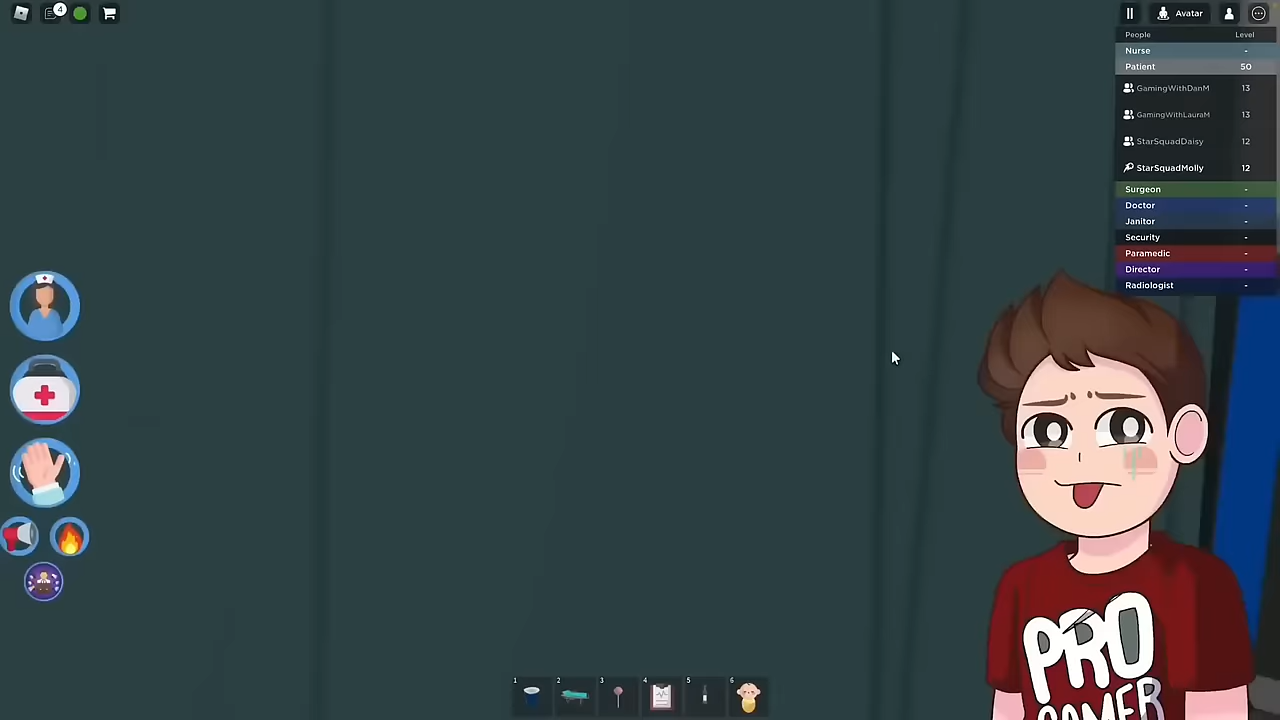 4
Avatar
People Level
Nurse -
Patient 50
GamingWithDanM 13
GamingWithLauraM 13
StarSquadDaisy 12
StarSquadMolly 12
Surgeon -
Doctor -
Janitor -
Security -
Paramedic -
Director -
Radiologist -
PRO
GAMER
1 2 3 4 5 6